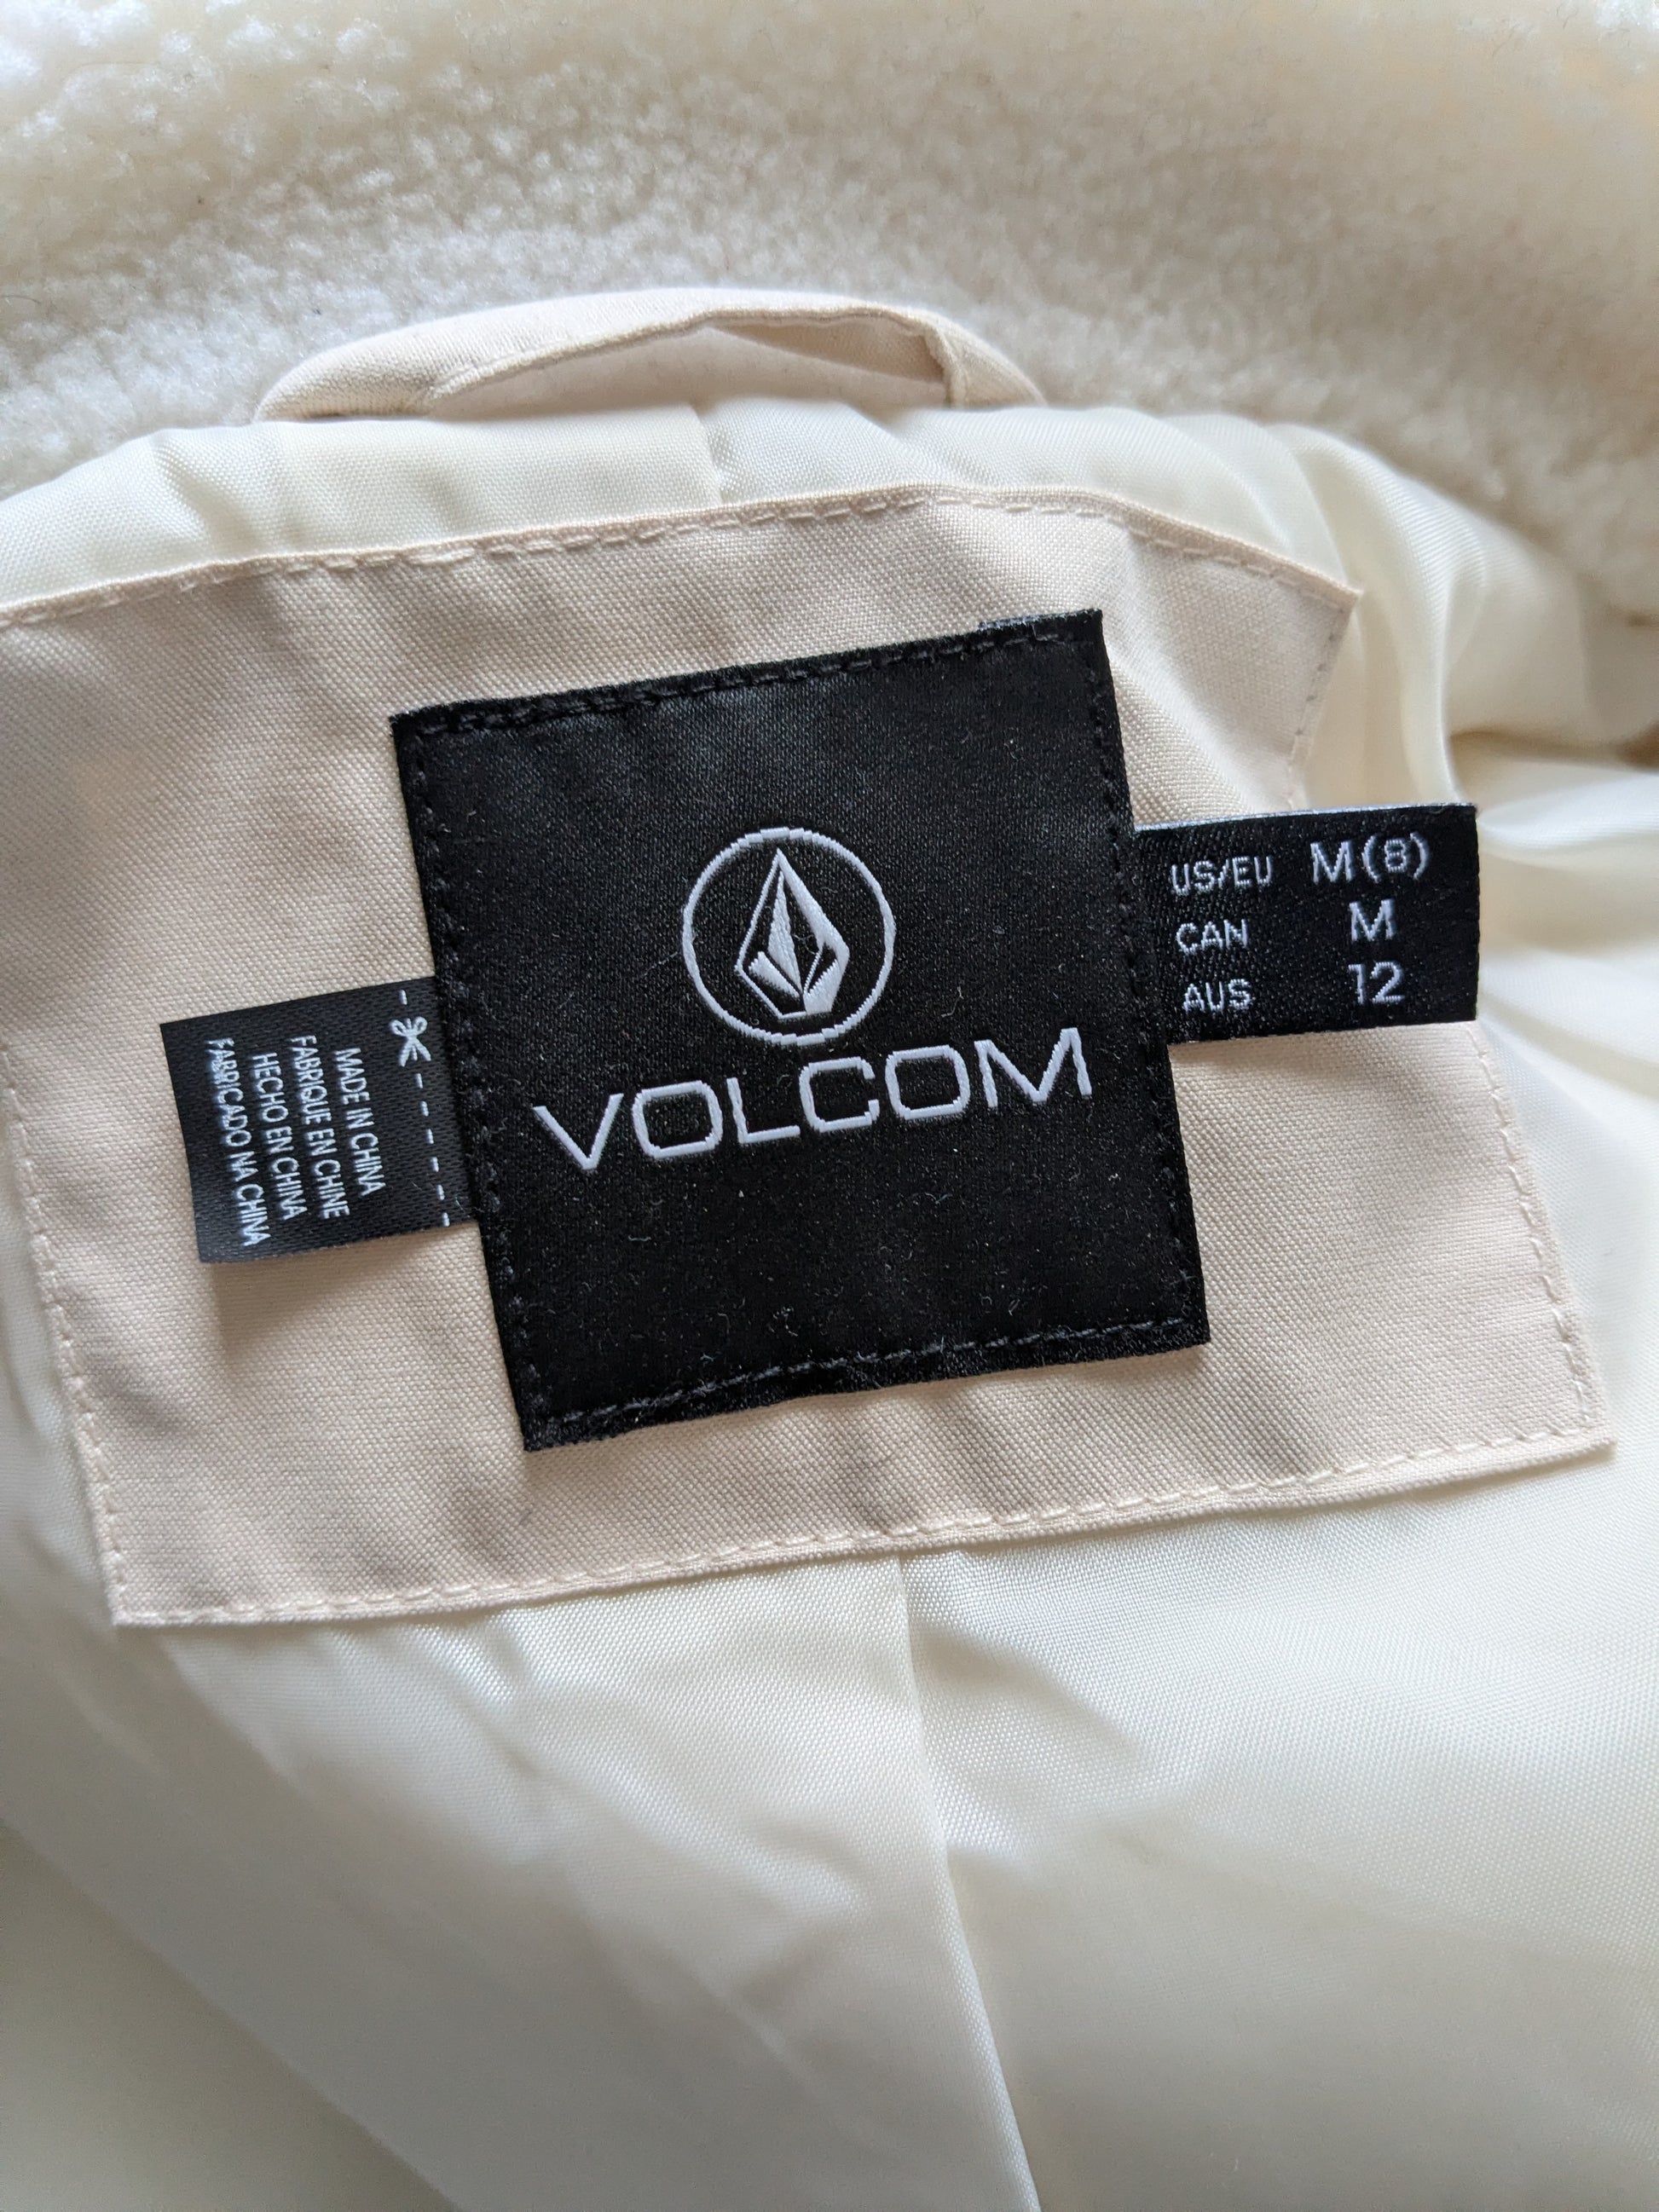 VOLCOM
US/EU M(8)
CAN M
AUS 12
MADE IN CHINA
FABRIQUE EN CHINE
HECHO EN CHINA
FABRICADO NA CHINA